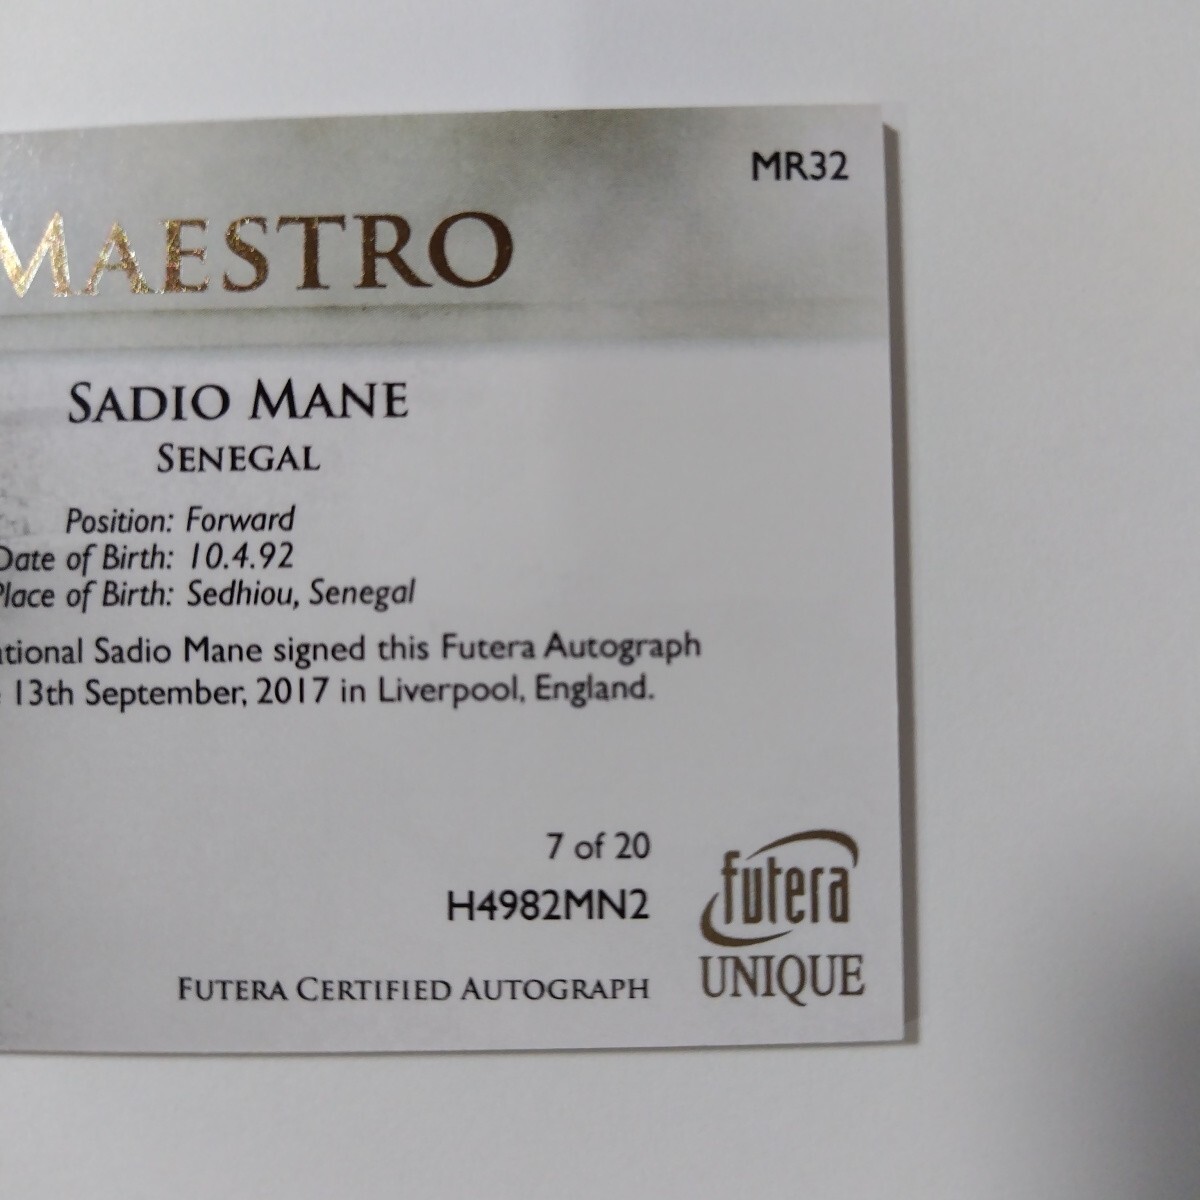 MR32
MAESTRO
SADIO MANE
SENEGAL
Position: Forward
Date of Birth: 10.4.92
Place of Birth: Sedhiou, Senegal
Sadio Mane signed this Futera Autograph
13th September, 2017 in Liverpool, England.
7 of 20
H4982MN2
FUTERA CERTIFIED AUTOGRAPH
futera
UNIQUE